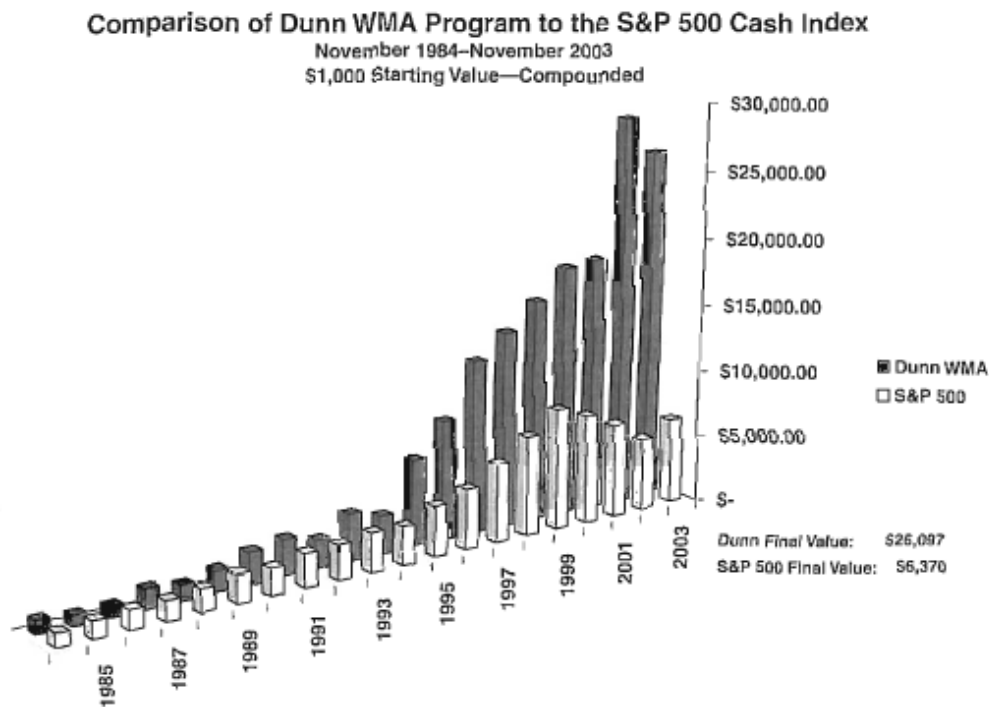 Comparison of Dunn WMA Program to the S&P 500 Cash Index
November 1984–November 2003
$1,000 Starting Value—Compounded
$30,000.00
$25,000.00
$20,000.00
$15,000.00
$10,000.00
$5,000.00
$-
Dunn WMA
S&P 500
1985
1987
1989
1991
1993
1995
1997
1999
2001
2003
Dunn Final Value: $26,097
S&P 500 Final Value: $6,370